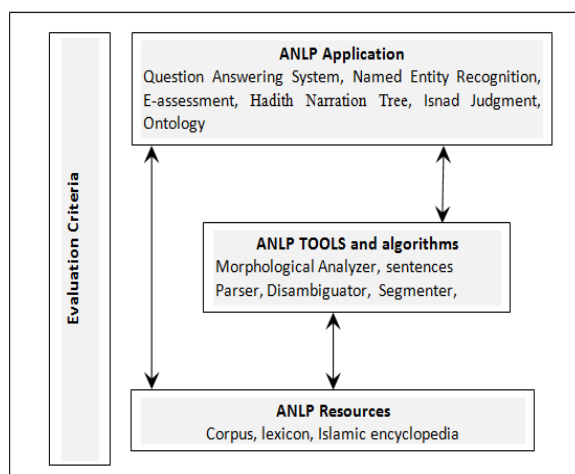 Evaluation Criteria
ANLP Application
Question Answering System, Named Entity Recognition,
E-assessment, Hadith Narration Tree, Isnad Judgment,
Ontology
ANLP TOOLS and algorithms
Morphological Analyzer, sentences
Parser, Disambiguator, Segmenter,
ANLP Resources
Corpus, lexicon, Islamic encyclopedia